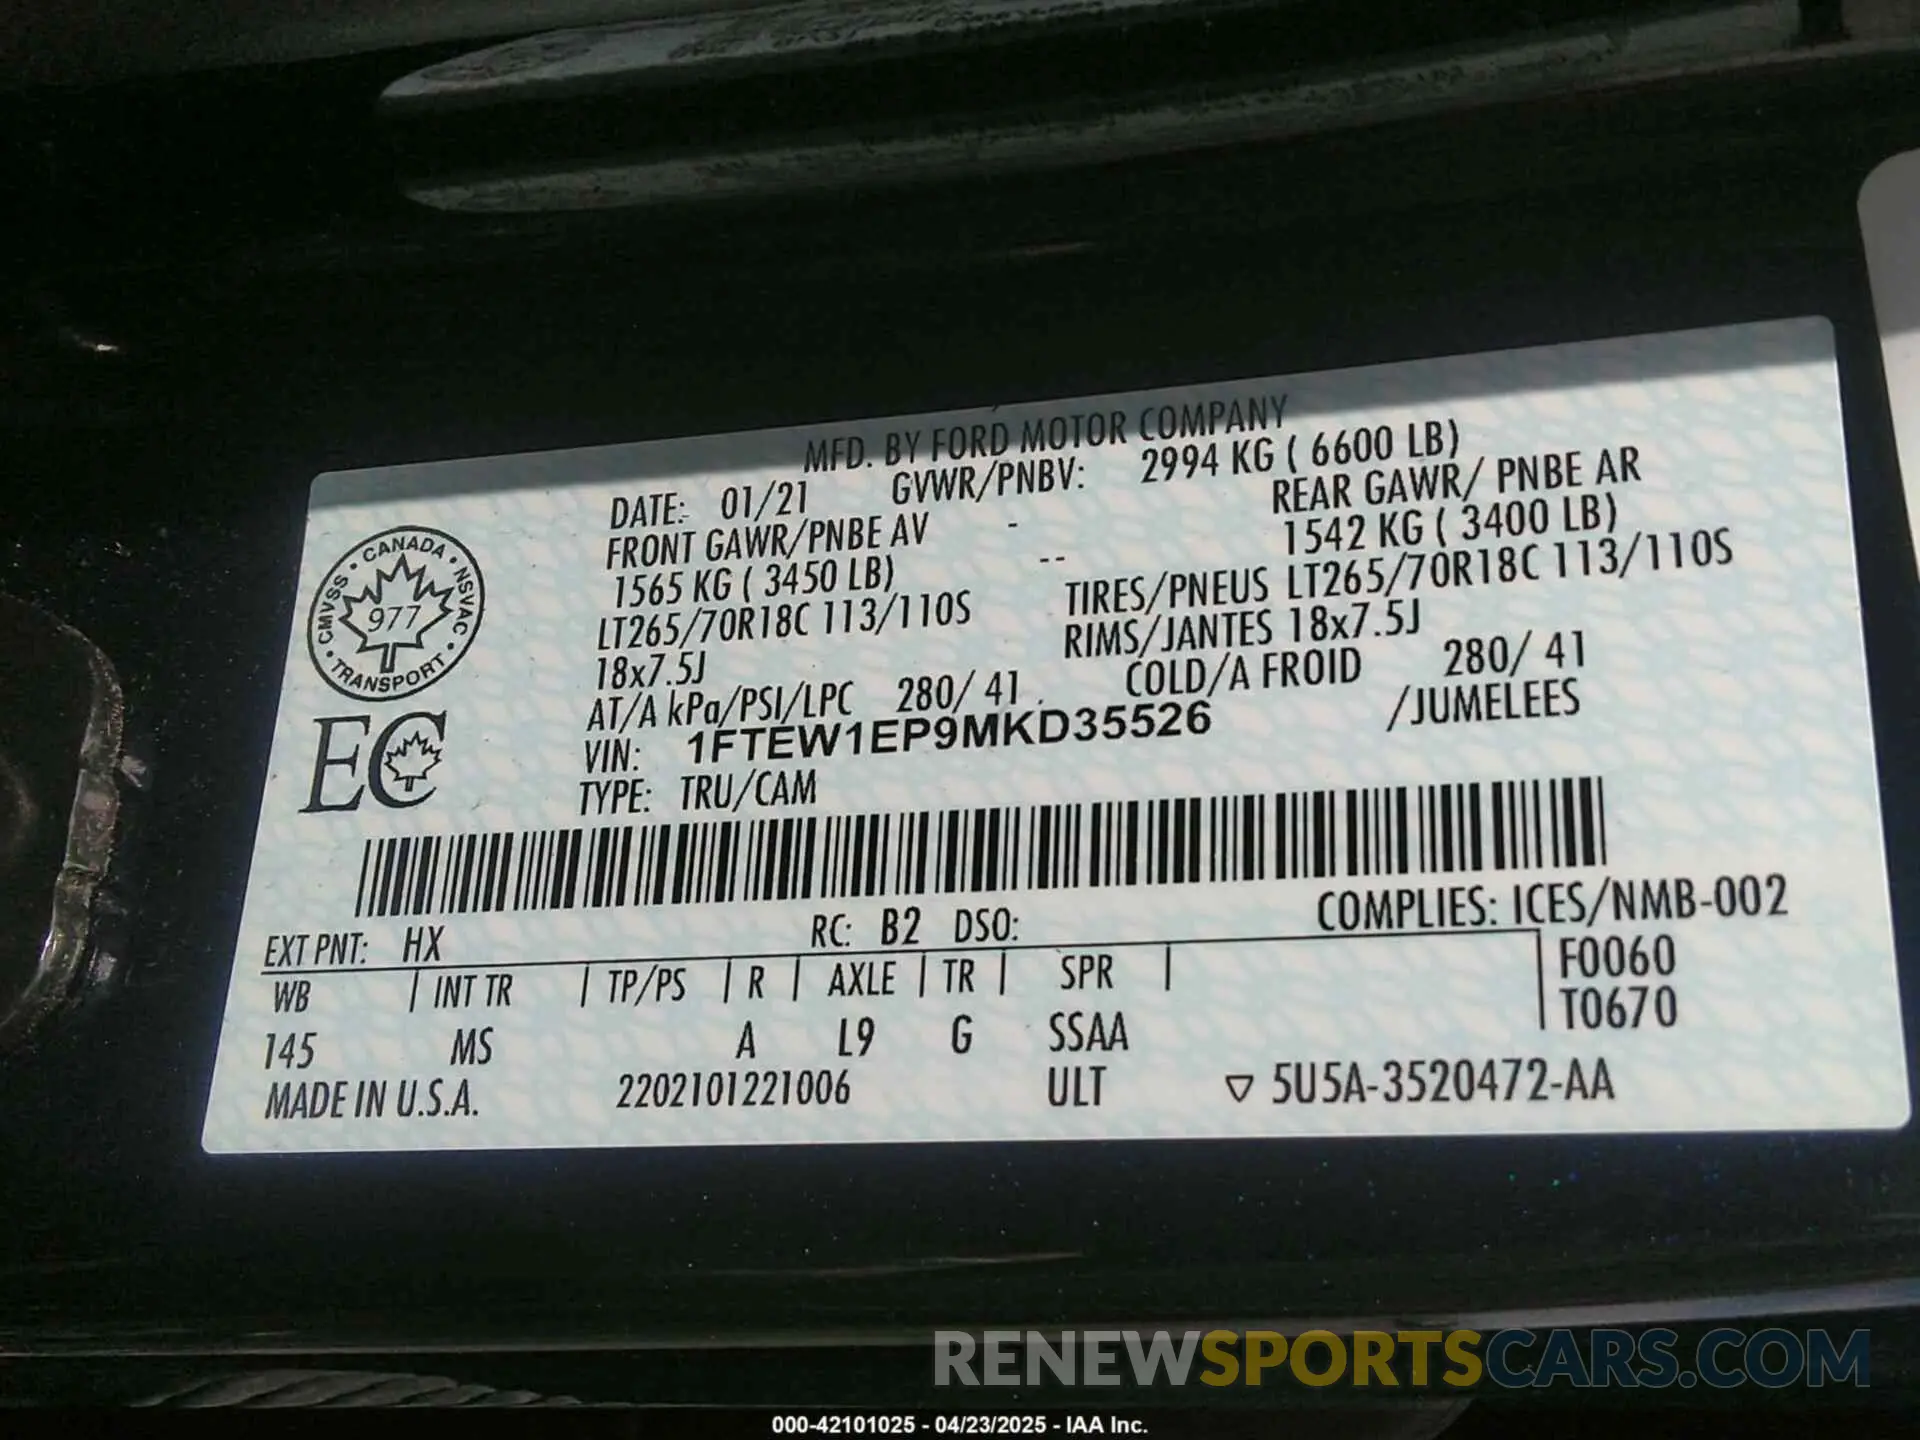 MFD. BY FORD MOTOR COMPANY
DATE: 01/21 GVWR/PNBV: 2994 KG ( 6600 LB)
FRONT GAWR/PNBE AV - REAR GAWR/ PNBE AR
1565 KG ( 3450 LB) -- 1542 KG ( 3400 LB)
LT265/70R18C 113/110S TIRES/PNEUS LT265/70R18C 113/110S
18x7.5J RIMS/JANTES 18x7.5J
AT/A kPa/PSI/LPC 280/ 41 COLD/A FROID 280/ 41
VIN: 1FTEW1EP9MKD35526 /JUMELEES
TYPE: TRU/CAM
CANADA • NSVAC • TRANSPORT • CMVSS •
977
EC
COMPLIES: ICES/NMB-002
EXT PNT: HX RC: B2 DSO:
WB | INT TR | TP/PS | R | AXLE | TR | SPR | F0060
T0670
145 MS A L9 G SSAA
MADE IN U.S.A. 2202101221006 ULT ▽ 5U5A-3520472-AA
RENEWSPORTSCARS.COM
000-42101025 - 04/23/2025 - IAA Inc.